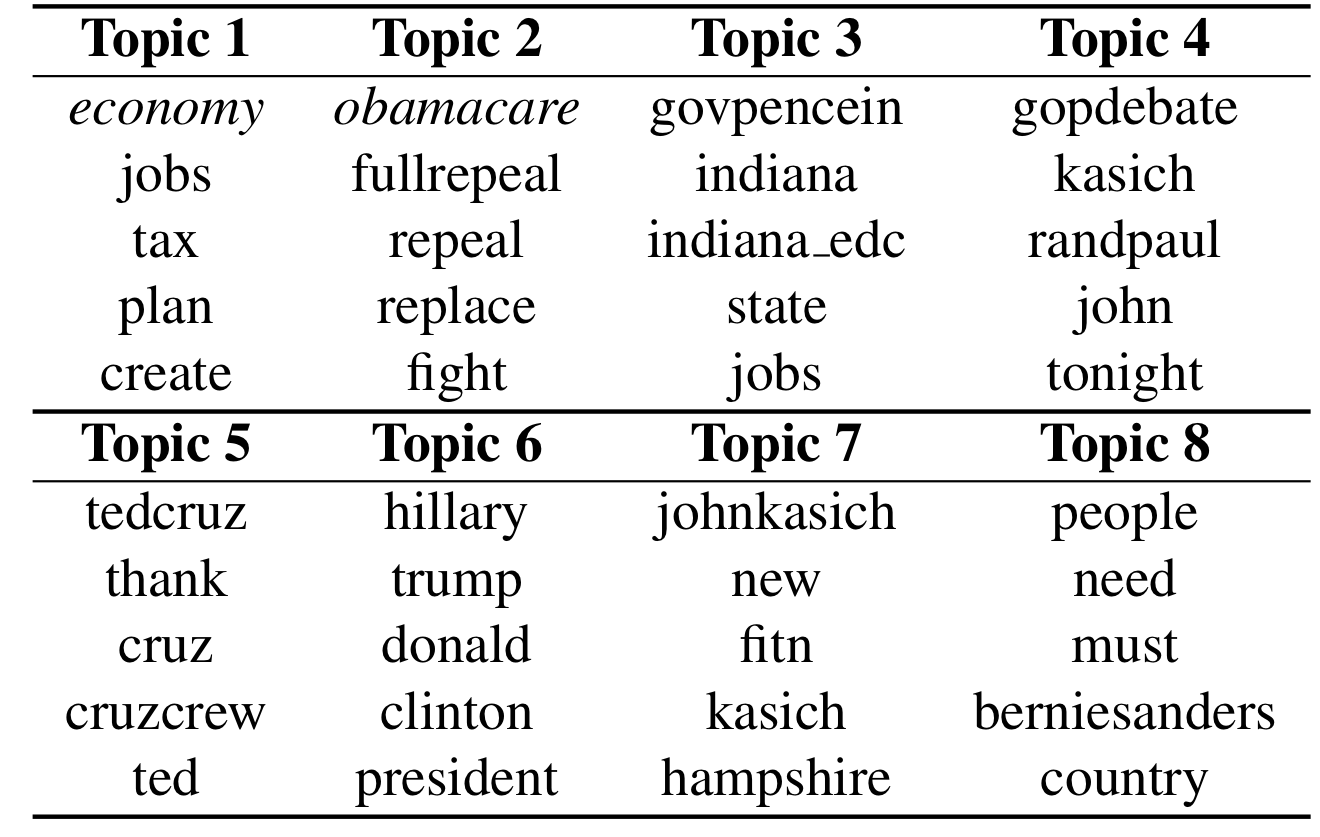 Topic 1 Topic 2 Topic 3 Topic 4
economy obamacare govpencein gopdebate
jobs fullrepeal indiana kasich
tax repeal indiana_edc randpaul
plan replace state john
create fight jobs tonight
Topic 5 Topic 6 Topic 7 Topic 8
tedcruz hillary johnkasich people
thank trump new need
cruz donald fitn must
cruzcrew clinton kasich berniesanders
ted president hampshire country